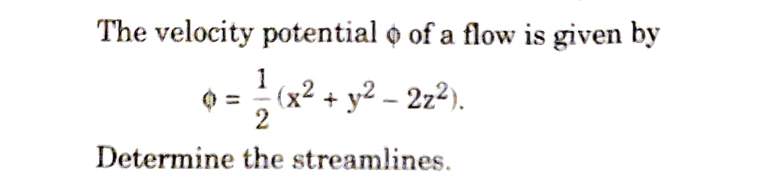 The velocity potential φ of a flow is given by
φ = 1/2 (x² + y² – 2z²).
Determine the streamlines.